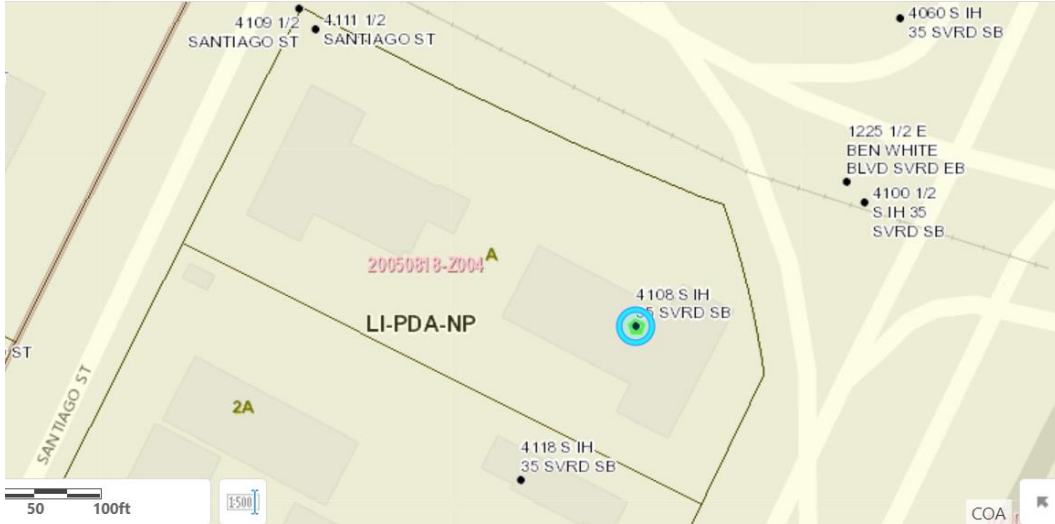 4109 1/2
SANTIAGO ST
4111 1/2
SANTIAGO ST
4060 S IH
35 SVRD SB
1225 1/2 E
BEN WHITE
BLVD SVRD EB
4100 1/2
S IH 35
SVRD SB
20050818-Z004
A
4108 S IH
35 SVRD SB
LI-PDA-NP
ST
SANTIAGO ST
2A
4118 S IH
35 SVRD SB
50 100ft
1:500
COA